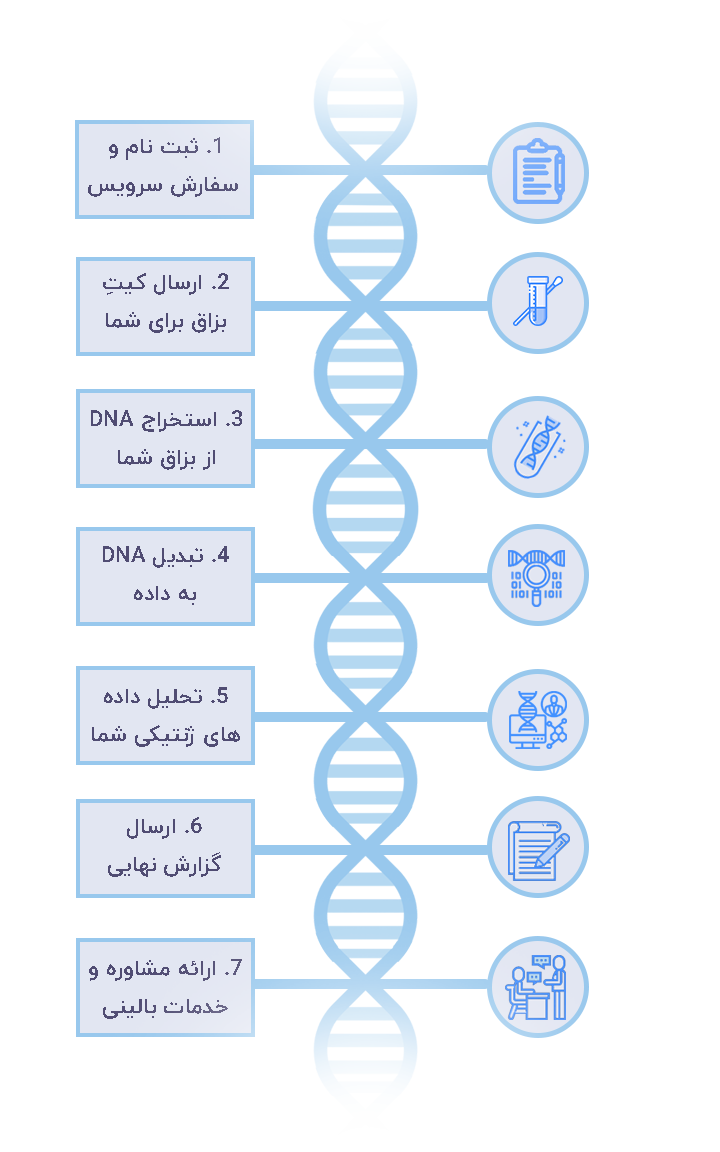 1. ثبت نام و
سفارش سرویس
2. ارسال کیتِ
بزاق برای شما
3. استخراج DNA
از بزاق شما
4. تبدیل DNA
به داده
5. تحلیل داده
های ژنتیکی شما
6. ارسال
گزارش نهایی
7. ارائه مشاوره و
خدمات بالینی